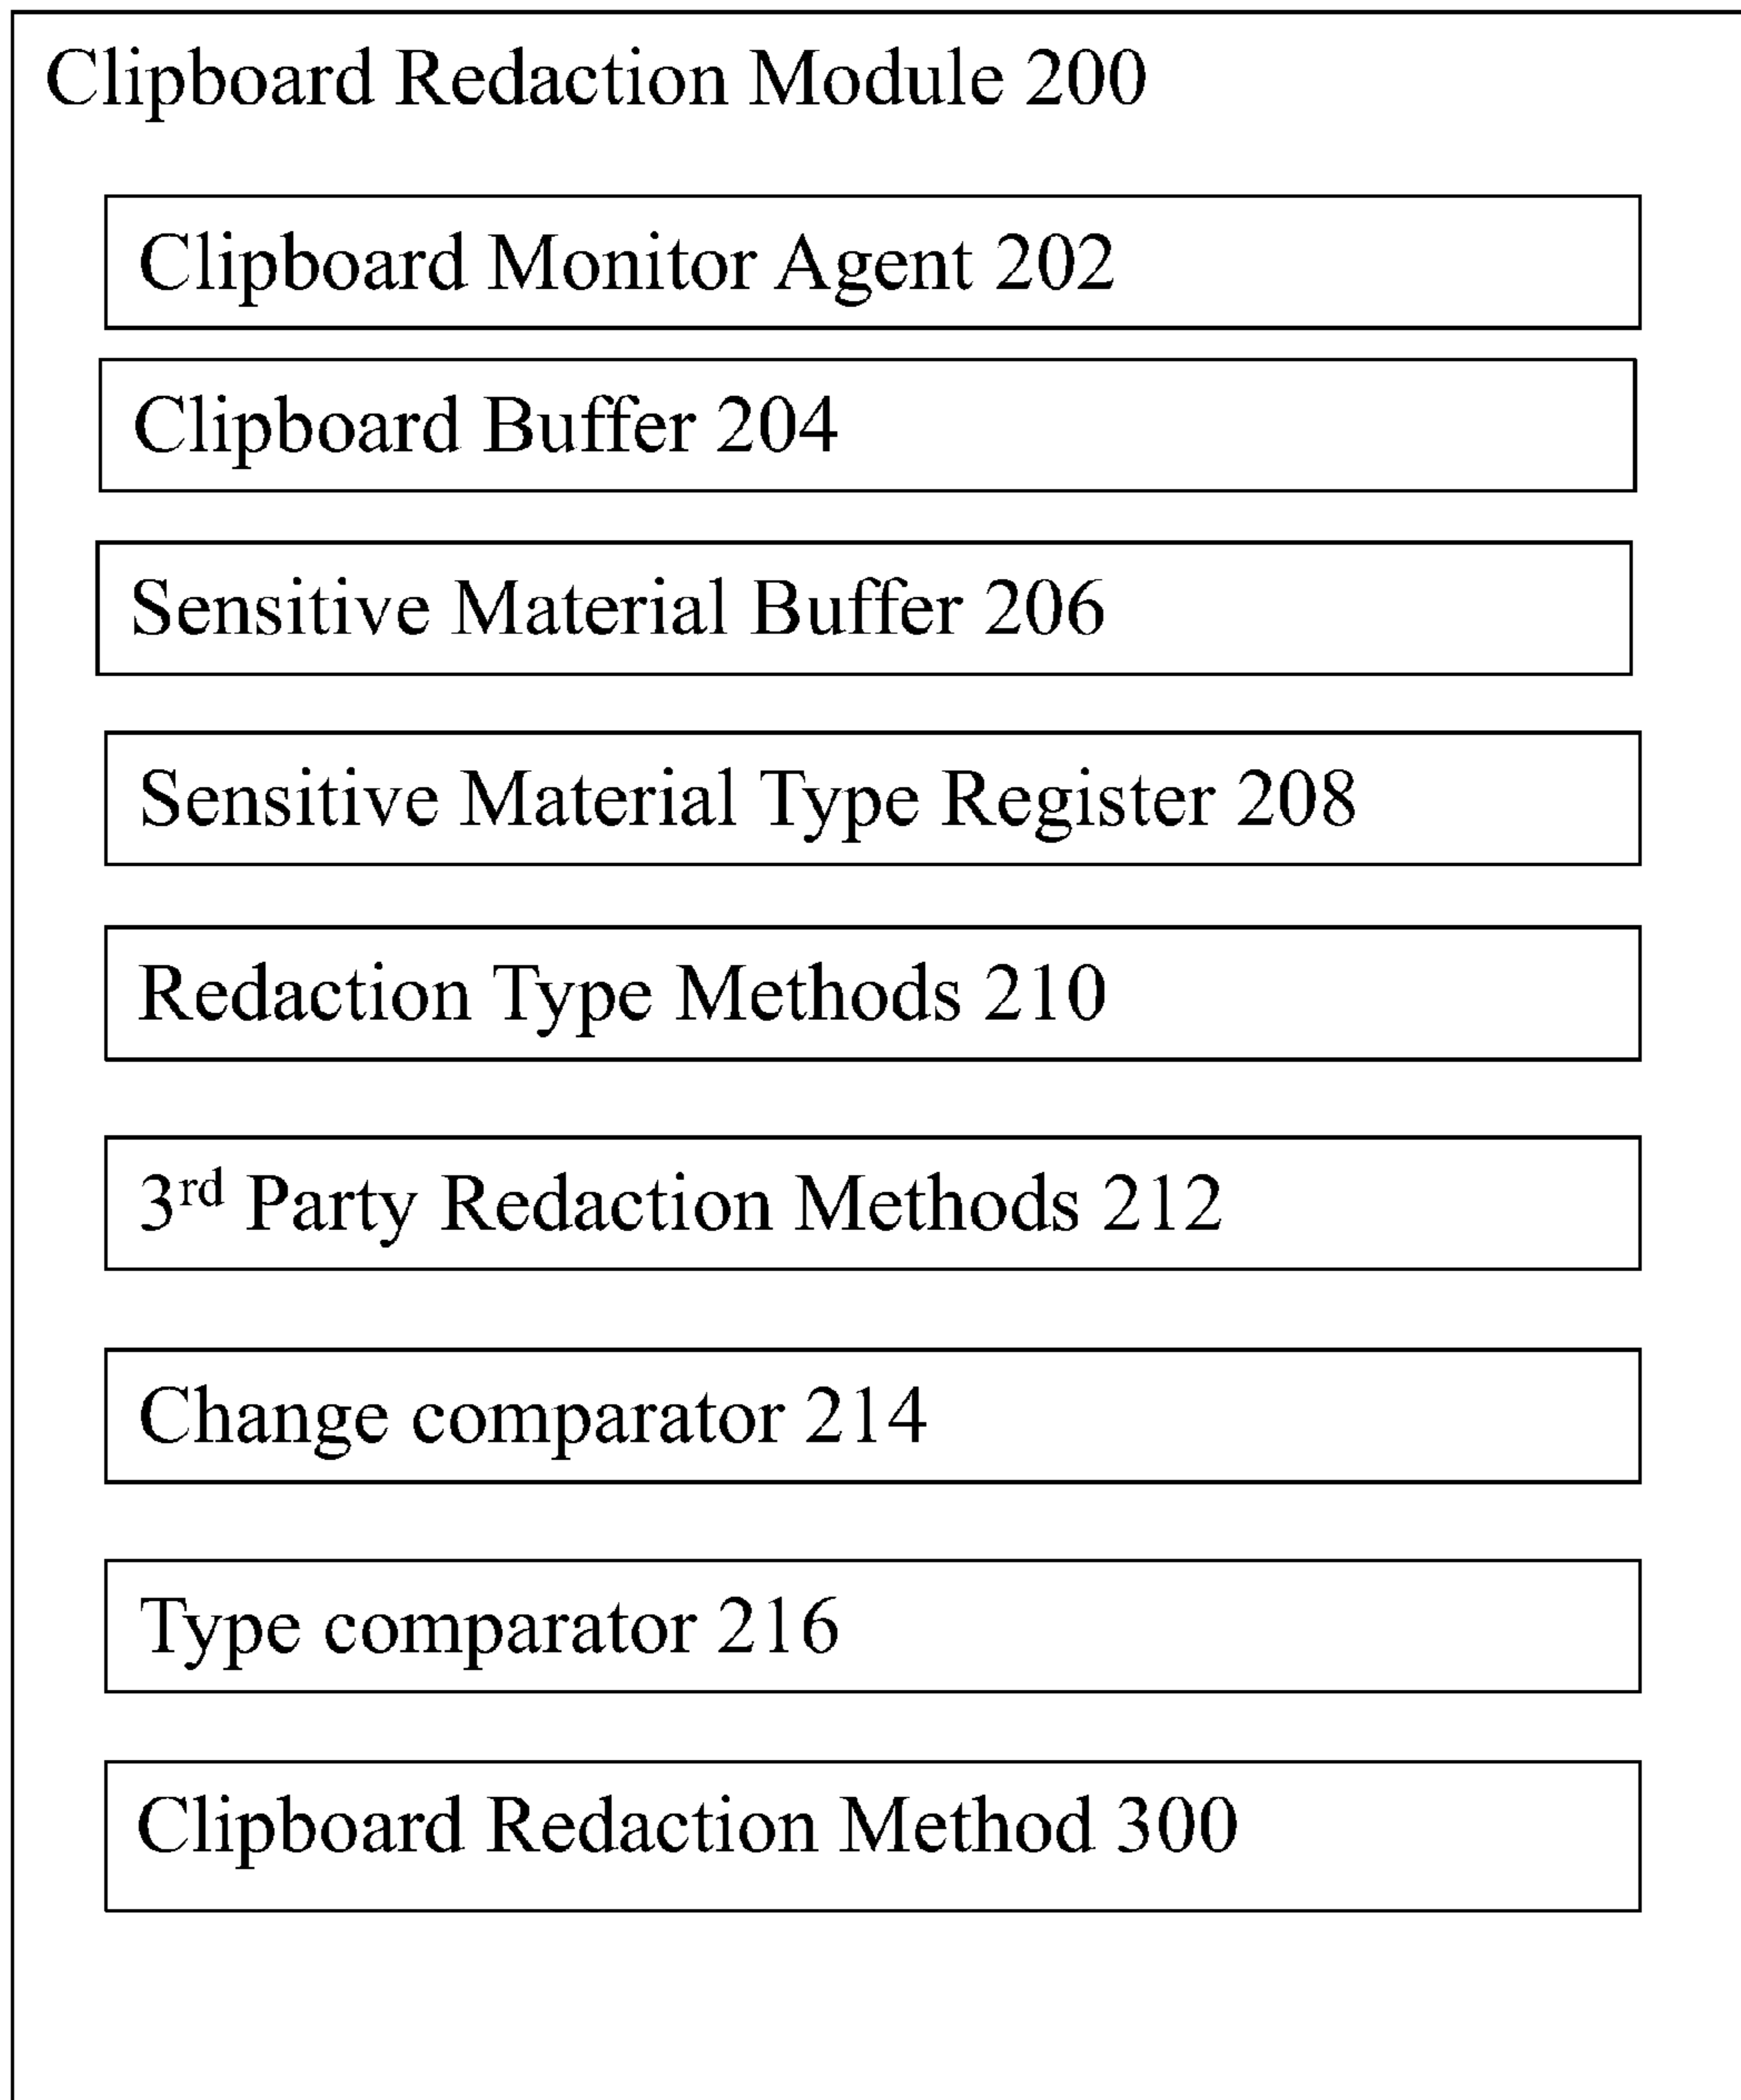 Clipboard Redaction Module 200
Clipboard Monitor Agent 202
Clipboard Buffer 204
Sensitive Material Buffer 206
Sensitive Material Type Register 208
Redaction Type Methods 210
3rd Party Redaction Methods 212
Change comparator 214
Type comparator 216
Clipboard Redaction Method 300